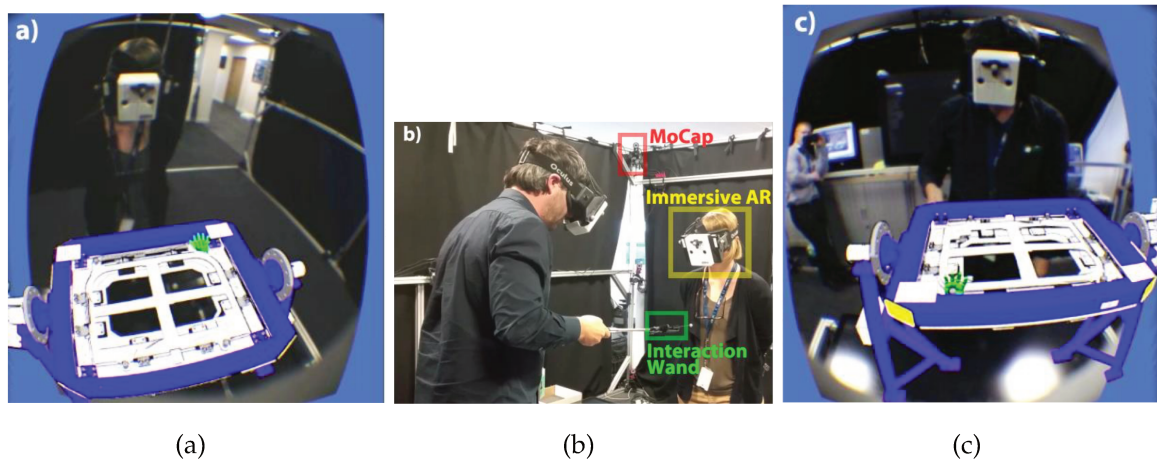 a)
b)
c)
MoCap
Oculus
Immersive AR
Interaction
Wand
(a)
(b)
(c)